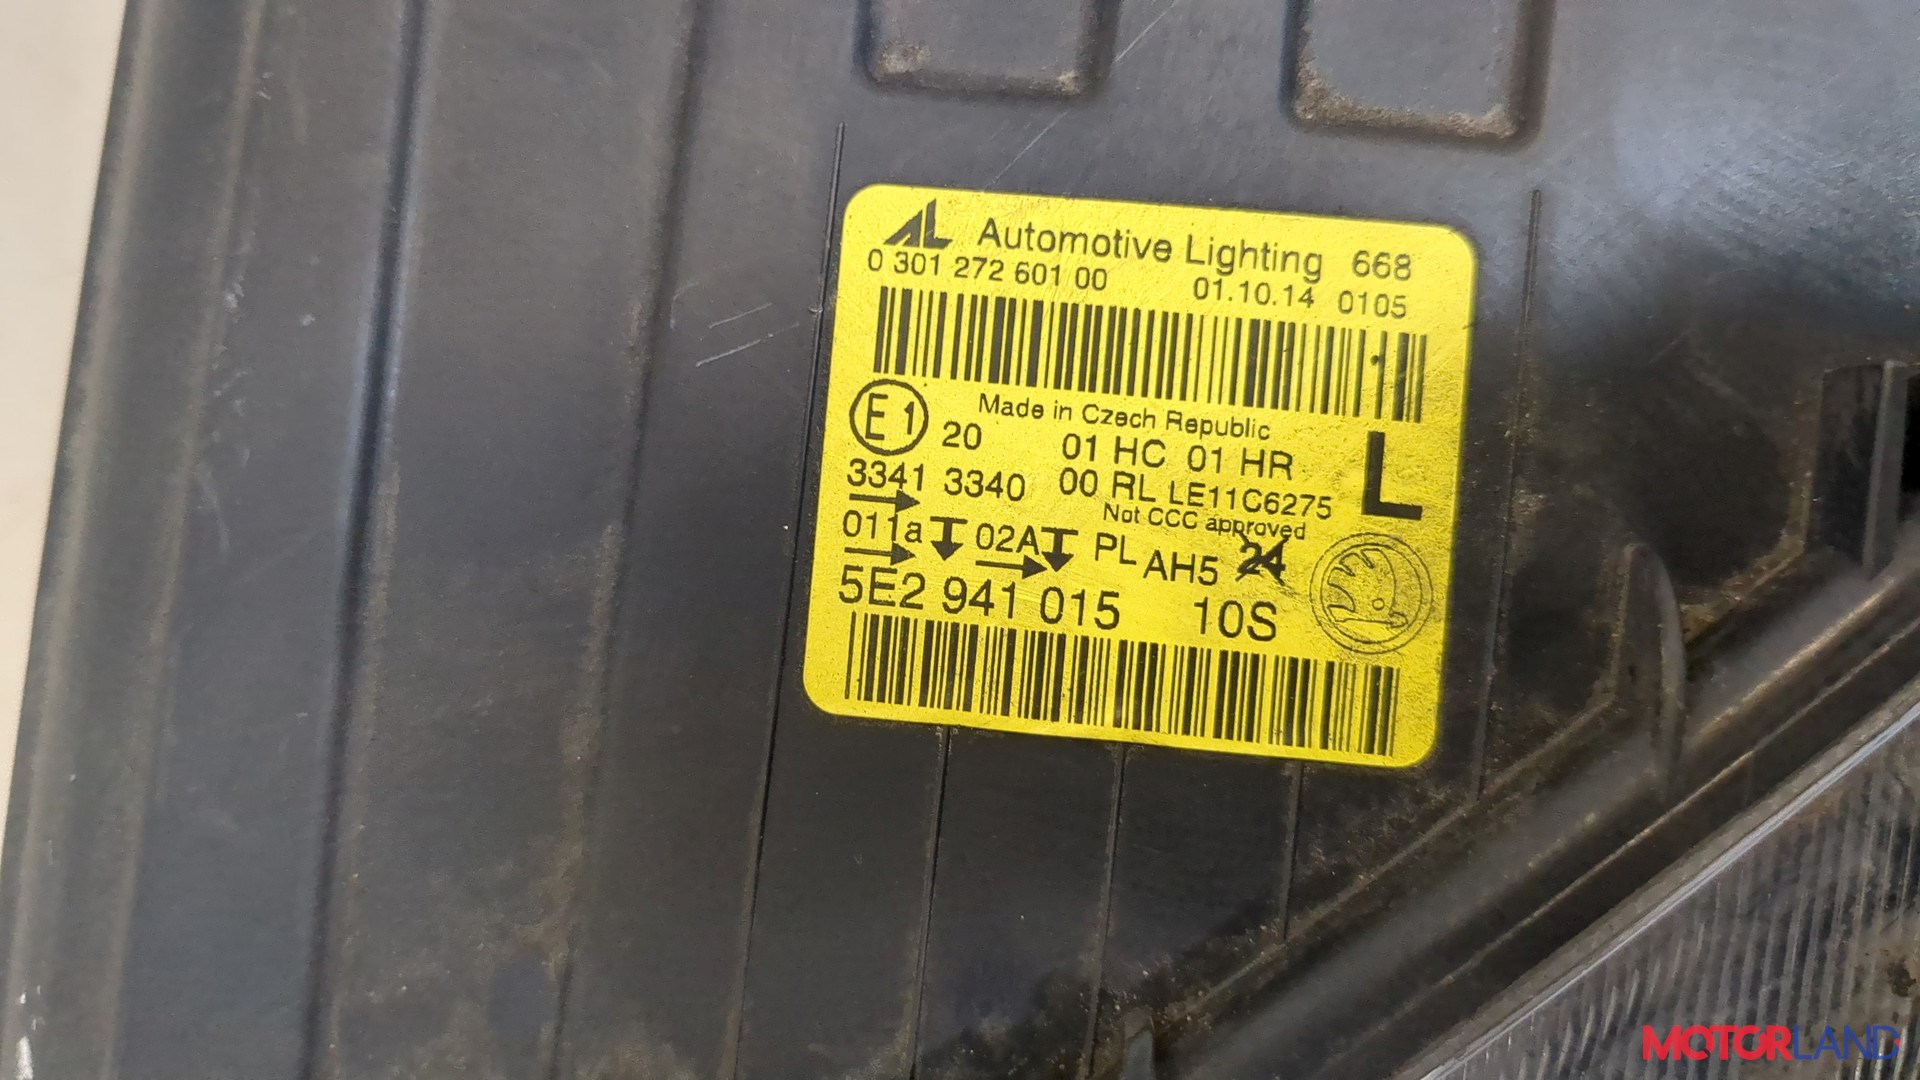 AL Automotive Lighting 668
0 301 272 601 00 01.10.14 0105
Made in Czech Republic
E1 20 01 HC 01 HR L
3341 3340 00 RL LE11C6275
Not CCC approved
011a 02A PL AH5 24
5E2 941 015 10S
MOTORLAND